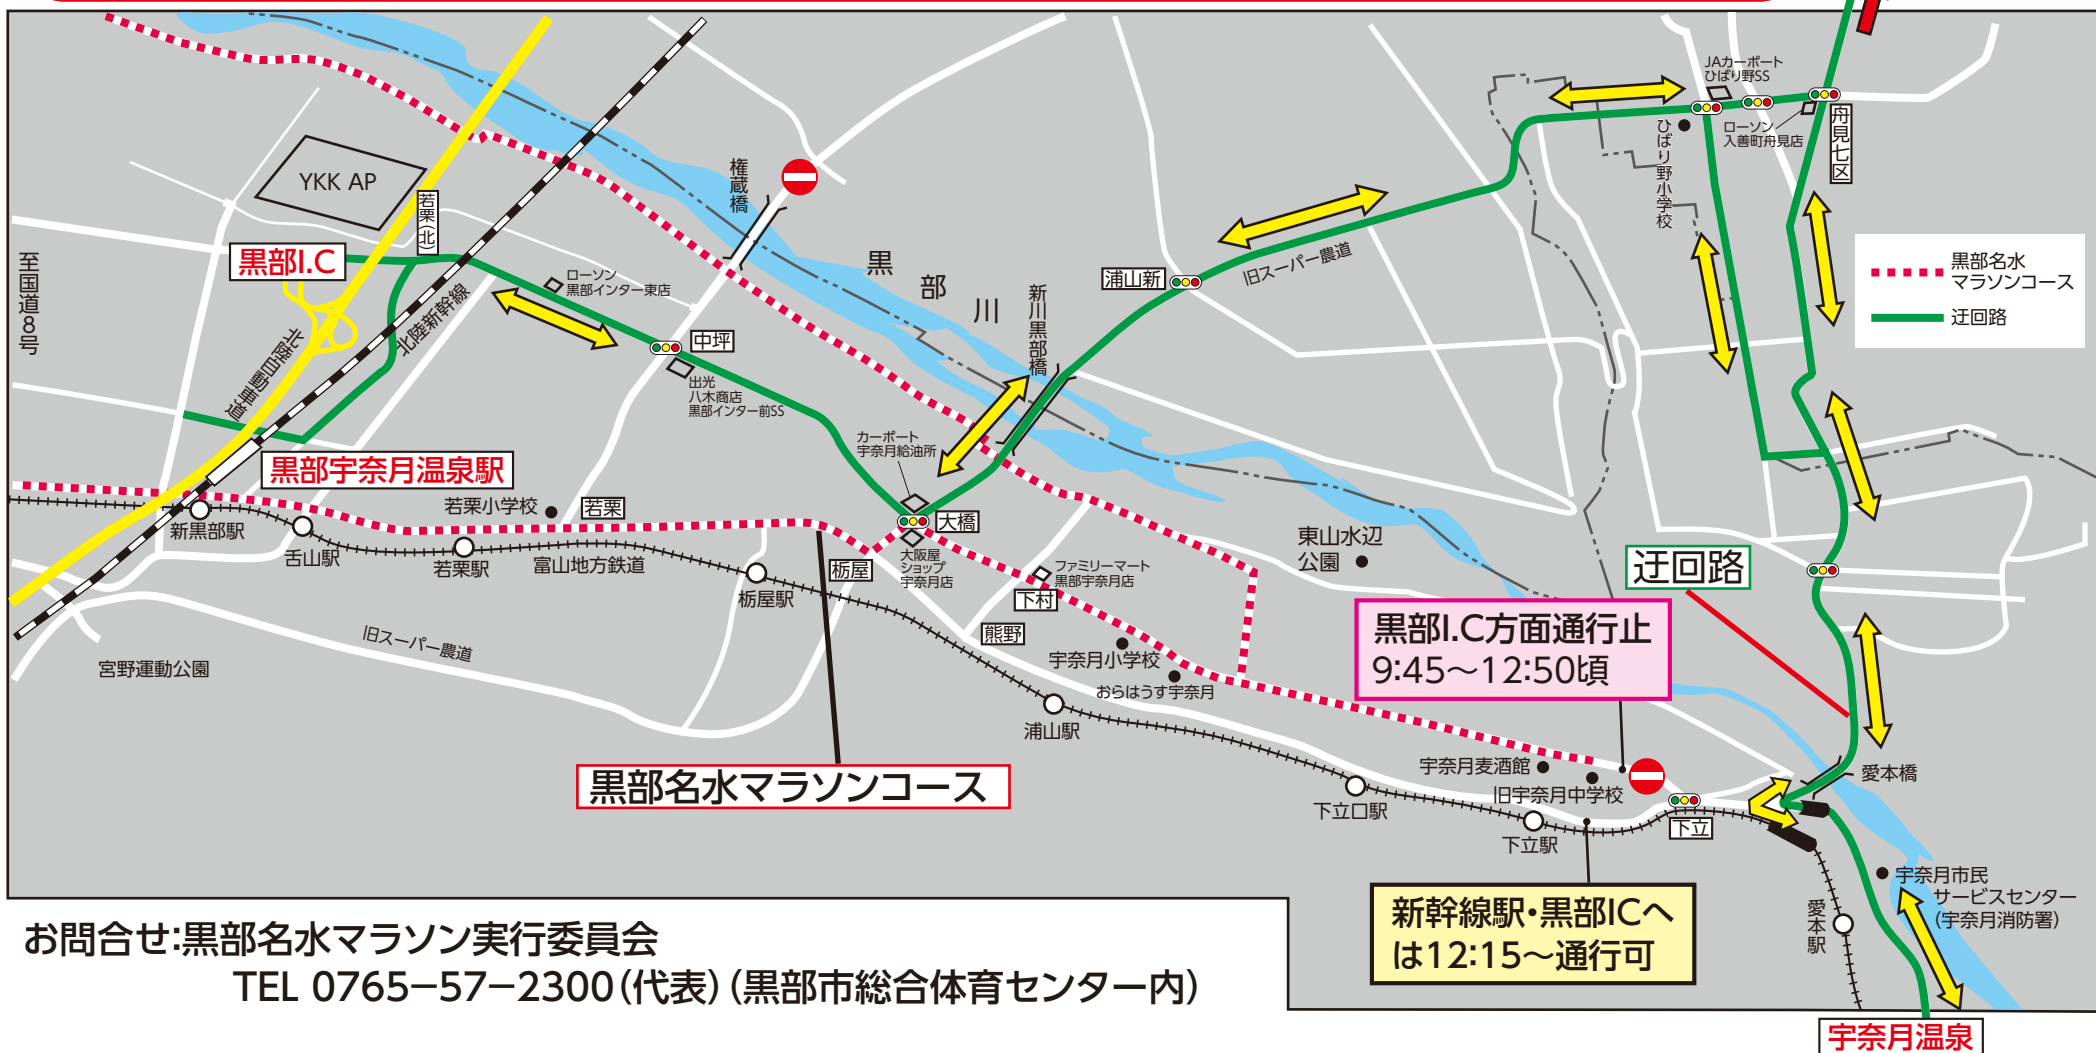 JAカーポート
ひばり野SS
ローソン
入善町舟見店
舟見七区
ひばり野小学校
YKK AP
若栗(北)
権蔵橋
黒部I.C
至国道8号
ローソン
黒部インター東店
北陸自動車道
北陸新幹線
中坪
出光
八木商店
黒部インター前SS
黒部川
浦山新
旧スーパー農道
新川黒部橋
黒部名水
マラソンコース
迂回路
カーポート
宇奈月給油所
黒部宇奈月温泉駅
若栗小学校
若栗
大橋
新黒部駅
舌山駅
若栗駅
富山地方鉄道
栃屋
大阪屋
ショップ
宇奈月店
ファミリーマート
黒部宇奈月店
栃屋駅
下村
東山水辺
公園
迂回路
旧スーパー農道
熊野
宇奈月小学校
おらはうす宇奈月
宮野運動公園
浦山駅
黒部I.C方面通行止
9:45〜12:50頃
黒部名水マラソンコース
宇奈月麦酒館
旧宇奈月中学校
愛本橋
下立口駅
下立駅
下立
新幹線駅・黒部ICへ
は12:15〜通行可
宇奈月市民
サービスセンター
(宇奈月消防署)
愛本駅
宇奈月温泉
お問合せ:黒部名水マラソン実行委員会
TEL 0765−57−2300(代表)(黒部市総合体育センター内)